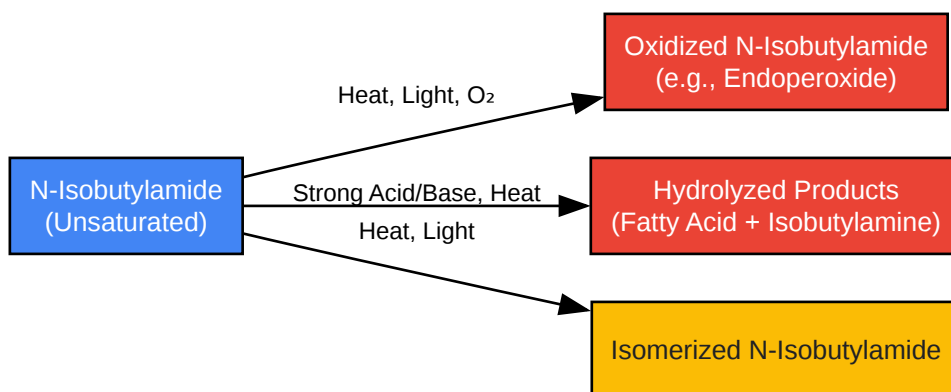 Oxidized N-Isobutylamide
(e.g., Endoperoxide)
Heat, Light, O₂
N-Isobutylamide
(Unsaturated)
Strong Acid/Base, Heat
Hydrolyzed Products
(Fatty Acid + Isobutylamine)
Heat, Light
Isomerized N-Isobutylamide